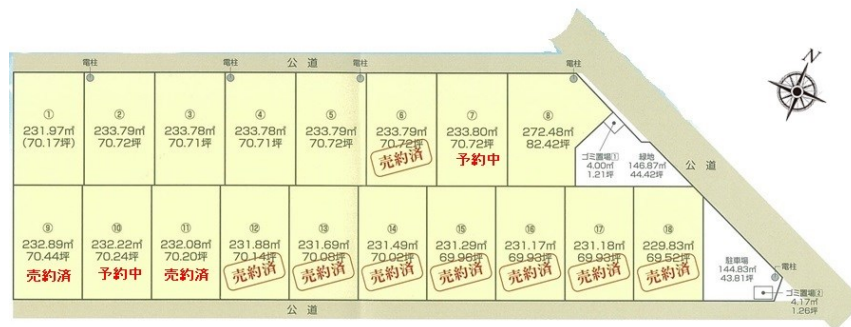 電柱
電柱
公道
電柱
電柱
N
①
231.97㎡
(70.17坪)
②
233.79㎡
70.72坪
③
233.78㎡
70.71坪
④
233.78㎡
70.71坪
⑤
233.79㎡
70.72坪
⑥
233.79㎡
70.72坪
売約済
⑦
233.80㎡
70.72坪
予約中
⑧
272.48㎡
82.42坪
ゴミ置場①
4.00㎡
1.21坪
緑地
146.87㎡
44.42坪
公道
⑨
232.89㎡
70.44坪
売約済
⑩
232.22㎡
70.24坪
予約中
⑪
232.08㎡
70.20坪
売約済
⑫
231.88㎡
70.14坪
売約済
⑬
231.69㎡
70.08坪
売約済
⑭
231.49㎡
70.02坪
売約済
⑮
231.29㎡
69.96坪
売約済
⑯
231.17㎡
69.93坪
売約済
⑰
231.18㎡
69.93坪
売約済
⑱
229.83㎡
69.52坪
売約済
駐車場
144.83㎡
43.81坪
電柱
ゴミ置場②
4.17㎡
1.26坪
公道